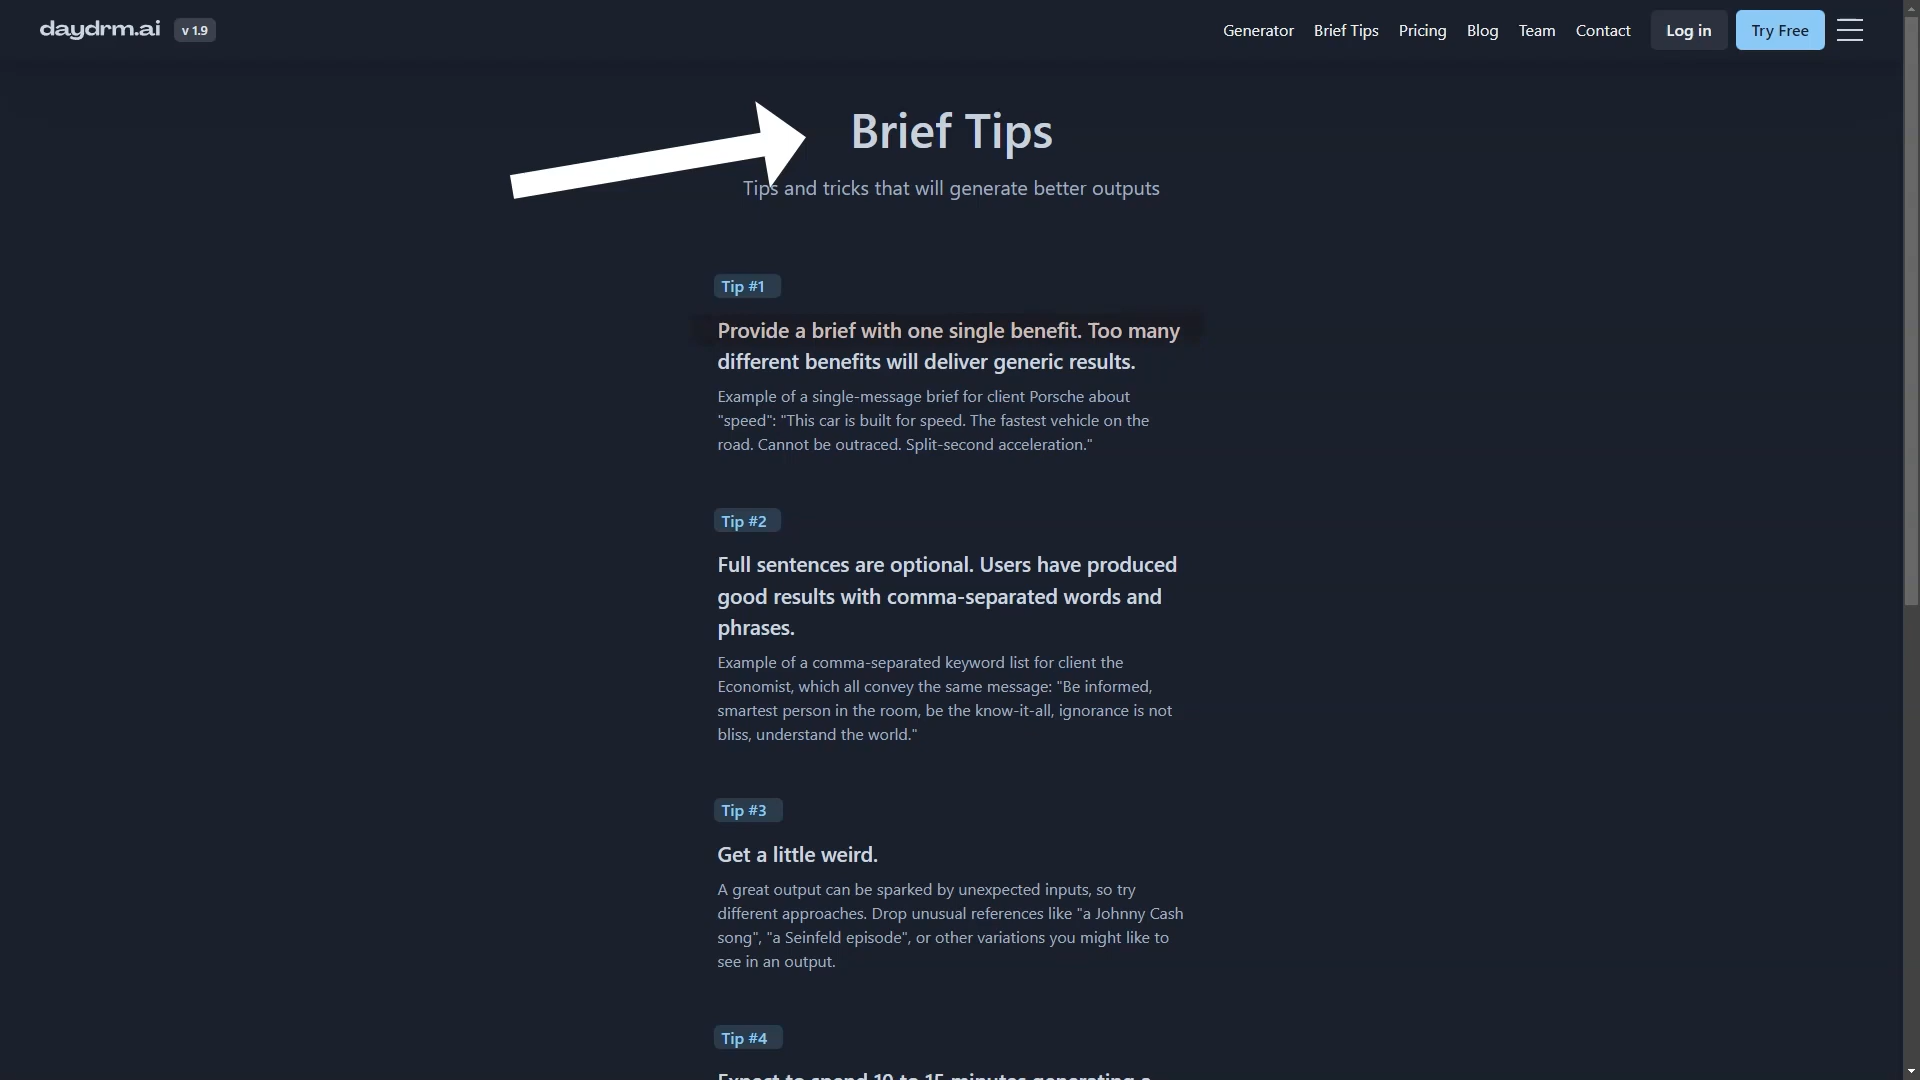 daydrm.ai
v 1.9
Generator
Brief Tips
Pricing
Blog
Team
Contact
Log in
Try Free
Brief Tips
Tips and tricks that will generate better outputs
Tip #1
Provide a brief with one single benefit. Too many
different benefits will deliver generic results.
Example of a single-message brief for client Porsche about
"speed": "This car is built for speed. The fastest vehicle on the
road. Cannot be outraced. Split-second acceleration."
Tip #2
Full sentences are optional. Users have produced
good results with comma-separated words and
phrases.
Example of a comma-separated keyword list for client the
Economist, which all convey the same message: "Be informed,
smartest person in the room, be the know-it-all, ignorance is not
bliss, understand the world."
Tip #3
Get a little weird.
A great output can be sparked by unexpected inputs, so try
different approaches. Drop unusual references like "a Johnny Cash
song", "a Seinfeld episode", or other variations you might like to
see in an output.
Tip #4
Expect to spend 10 to 15 minutes generating a